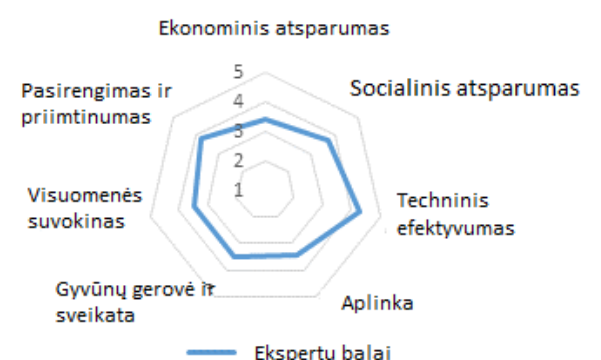 Ekonominis atsparumas
Socialinis atsparumas
Techninis
efektyvumas
Aplinka
Gyvūnų gerovė ir
sveikata
Visuomenės
suvokinas
Pasirengimas ir
priimtinumas
5
4
3
2
1
Ekspertų balai